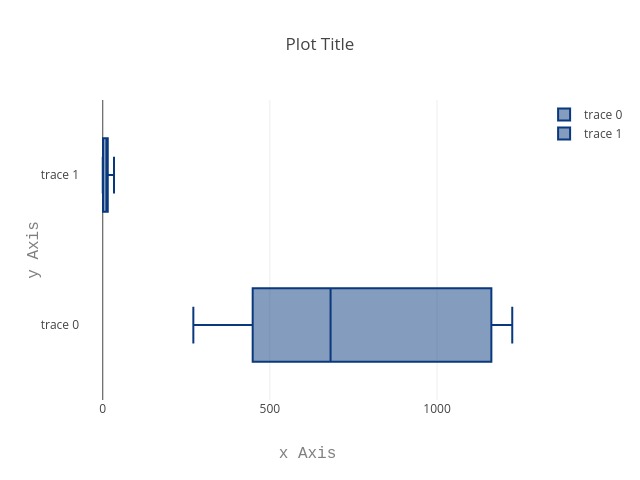 Plot Title
trace 0
trace 1
trace 1
trace 0
y Axis
0
500
1000
x Axis